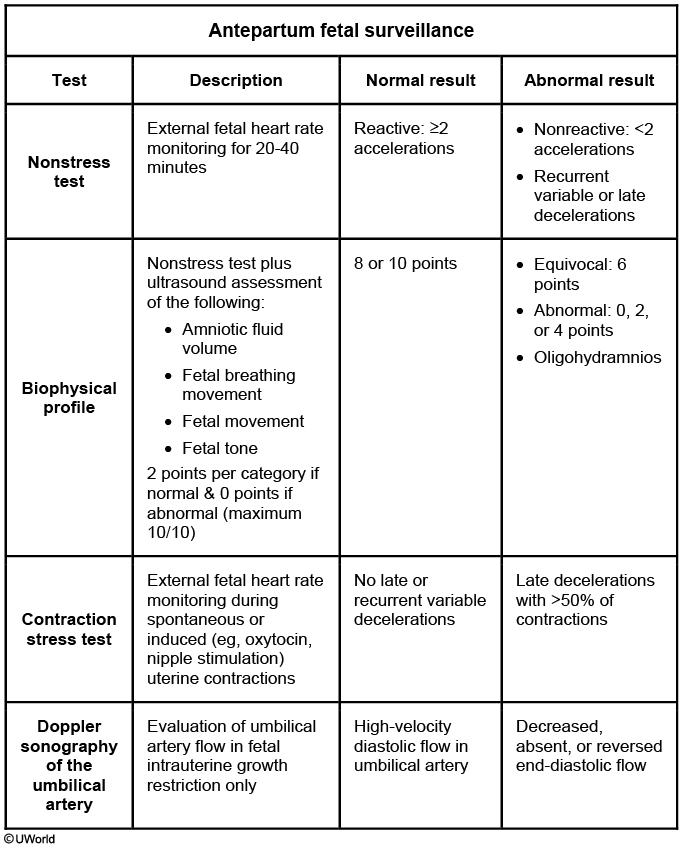 Antepartum fetal surveillance
Test
Description
Normal result
Abnormal result
Nonstress
test
External fetal heart rate
monitoring for 20-40
minutes
Reactive: ≥2
accelerations
• Nonreactive: <2
accelerations
• Recurrent
variable or late
decelerations
Biophysical
profile
Nonstress test plus
ultrasound assessment
of the following:
• Amniotic fluid
volume
• Fetal breathing
movement
• Fetal movement
• Fetal tone
2 points per category if
normal & 0 points if
abnormal (maximum
10/10)
8 or 10 points
• Equivocal: 6
points
• Abnormal: 0, 2,
or 4 points
• Oligohydramnios
Contraction
stress test
External fetal heart rate
monitoring during
spontaneous or
induced (eg, oxytocin,
nipple stimulation)
uterine contractions
No late or
recurrent variable
decelerations
Late decelerations
with >50% of
contractions
Doppler
sonography
of the
umbilical
artery
Evaluation of umbilical
artery flow in fetal
intrauterine growth
restriction only
High-velocity
diastolic flow in
umbilical artery
Decreased,
absent, or reversed
end-diastolic flow
© UWorld